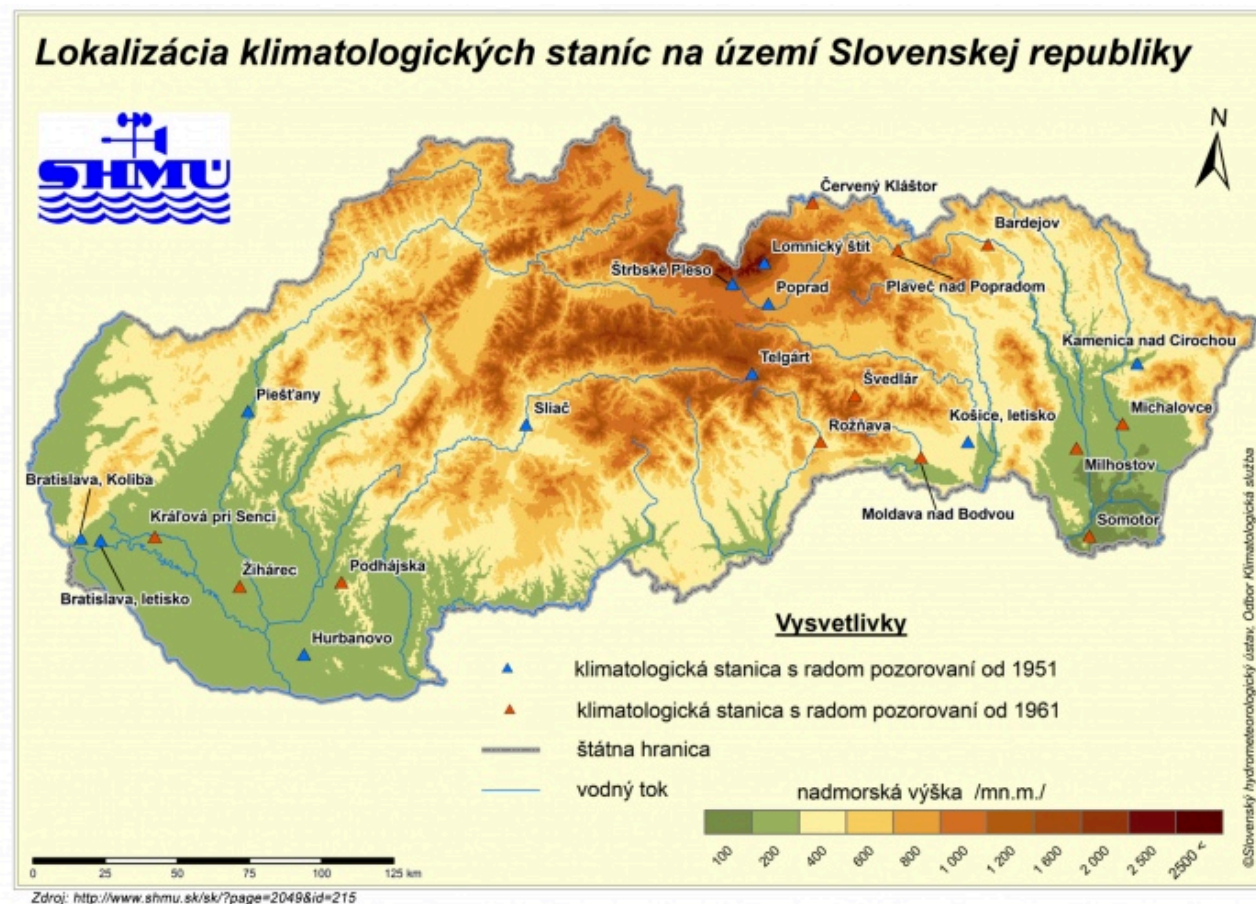 Lokalizácia klimatologických staníc na území Slovenskej republiky
SHMÚ
N
Červený Kláštor
Bardejov
Lomnický štít
Štrbské Pleso
Plaveč nad Popradom
Poprad
Kamenica nad Cirochou
Telgárt
Švedlár
Piešťany
Sliač
Košice, letisko
Michalovce
Rožňava
Milhostov
Bratislava, Koliba
Kráľová pri Senci
Moldava nad Bodvou
Somotor
Žihárec
Podhájska
Bratislava, letisko
Hurbanovo
Vysvetlivky
klimatologická stanica s radom pozorovaní od 1951
klimatologická stanica s radom pozorovaní od 1961
štátna hranica
vodný tok
nadmorská výška /mn.m./
100 200 400 600 800 1 000 1 200 1 600 2 000 2 500 2500 <
0 25 50 75 100 125 km
©Slovenský hydrometeorologický ústav, Odbor Klimatologická služba
Zdroj: http://www.shmu.sk/sk/?page=2049&id=215